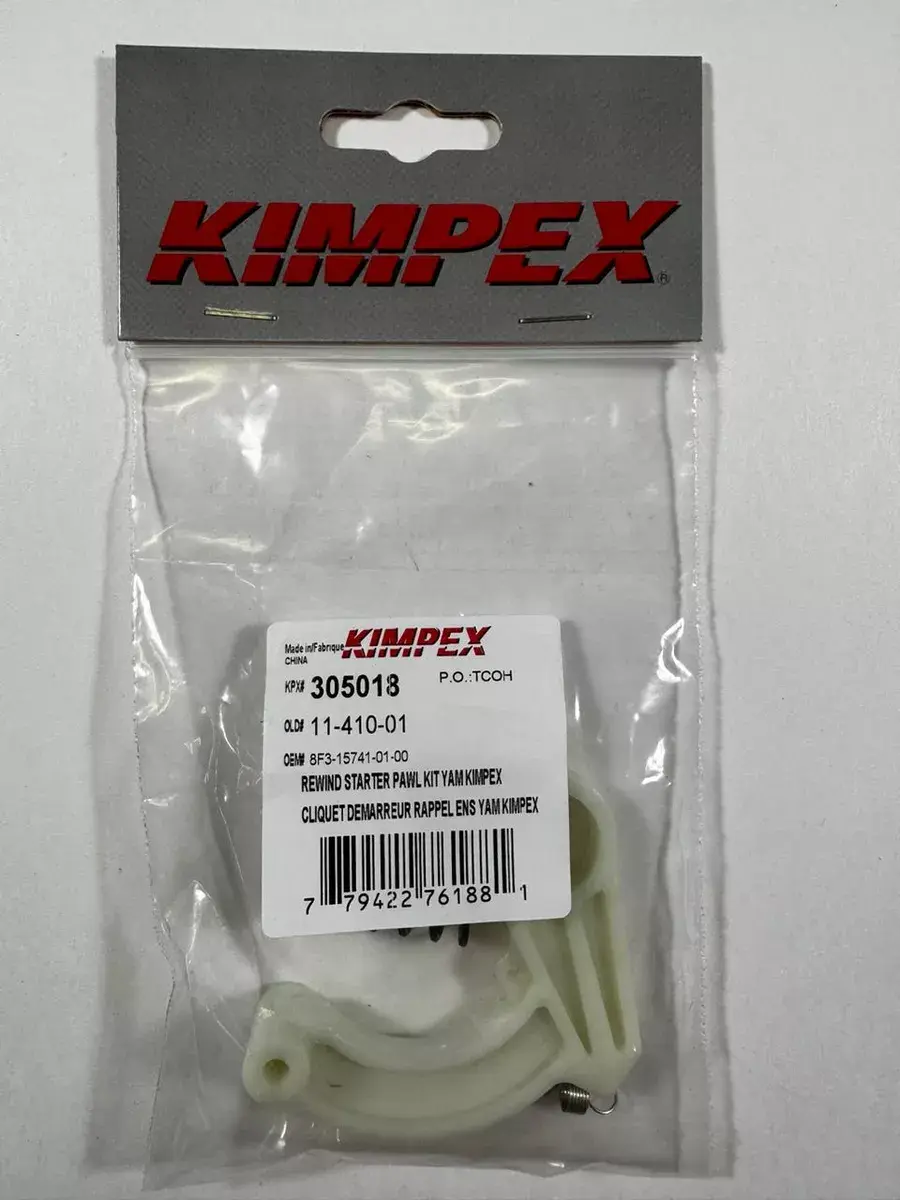 KIMPEX®
Made in/Fabrique KIMPEX
CHINA
KPX# 305018 P.O.:TCOH
OLD# 11-410-01
OEM# 8F3-15741-01-00
REWIND STARTER PAWL KIT YAM KIMPEX
CLIQUET DEMARREUR RAPPEL ENS YAM KIMPEX
7 79422 76188 1